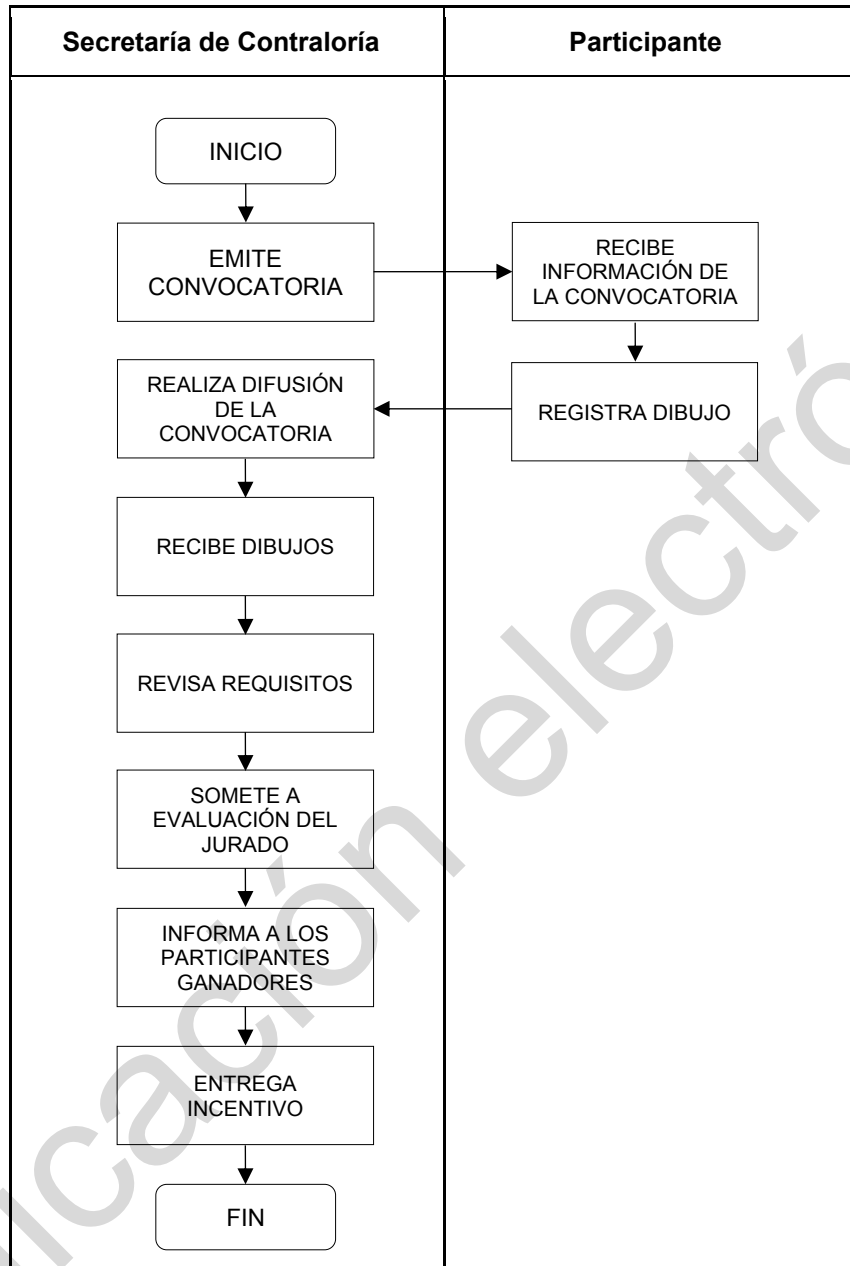 Secretaría de Contraloría
Participante
INICIO
EMITE
CONVOCATORIA
RECIBE
INFORMACIÓN DE
LA CONVOCATORIA
REGISTRA DIBUJO
REALIZA DIFUSIÓN
DE LA
CONVOCATORIA
RECIBE DIBUJOS
REVISA REQUISITOS
SOMETE A
EVALUACIÓN DEL
JURADO
INFORMA A LOS
PARTICIPANTES
GANADORES
ENTREGA
INCENTIVO
FIN